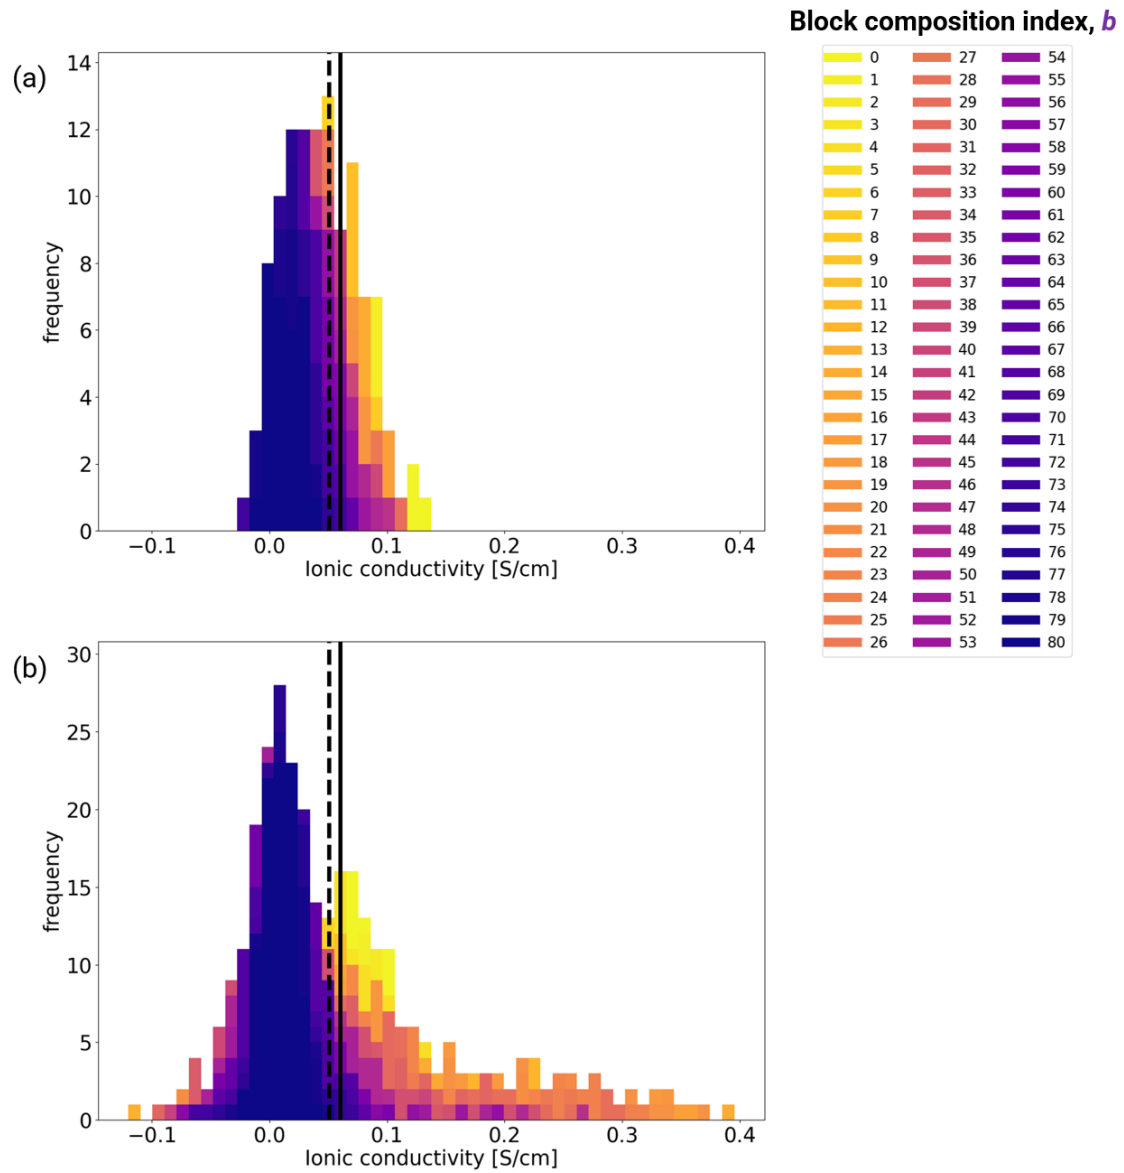 Block composition index, b
0 27 54
1 28 55
2 29 56
3 30 57
4 31 58
5 32 59
6 33 60
7 34 61
8 35 62
9 36 63
10 37 64
11 38 65
12 39 66
13 40 67
14 41 68
15 42 69
16 43 70
17 44 71
18 45 72
19 46 73
20 47 74
21 48 75
22 49 76
23 50 77
24 51 78
25 52 79
26 53 80
(a)
frequency
14
12
10
8
6
4
2
0
−0.1 0.0 0.1 0.2 0.3 0.4
Ionic conductivity [S/cm]
(b)
frequency
30
25
20
15
10
5
0
−0.1 0.0 0.1 0.2 0.3 0.4
Ionic conductivity [S/cm]